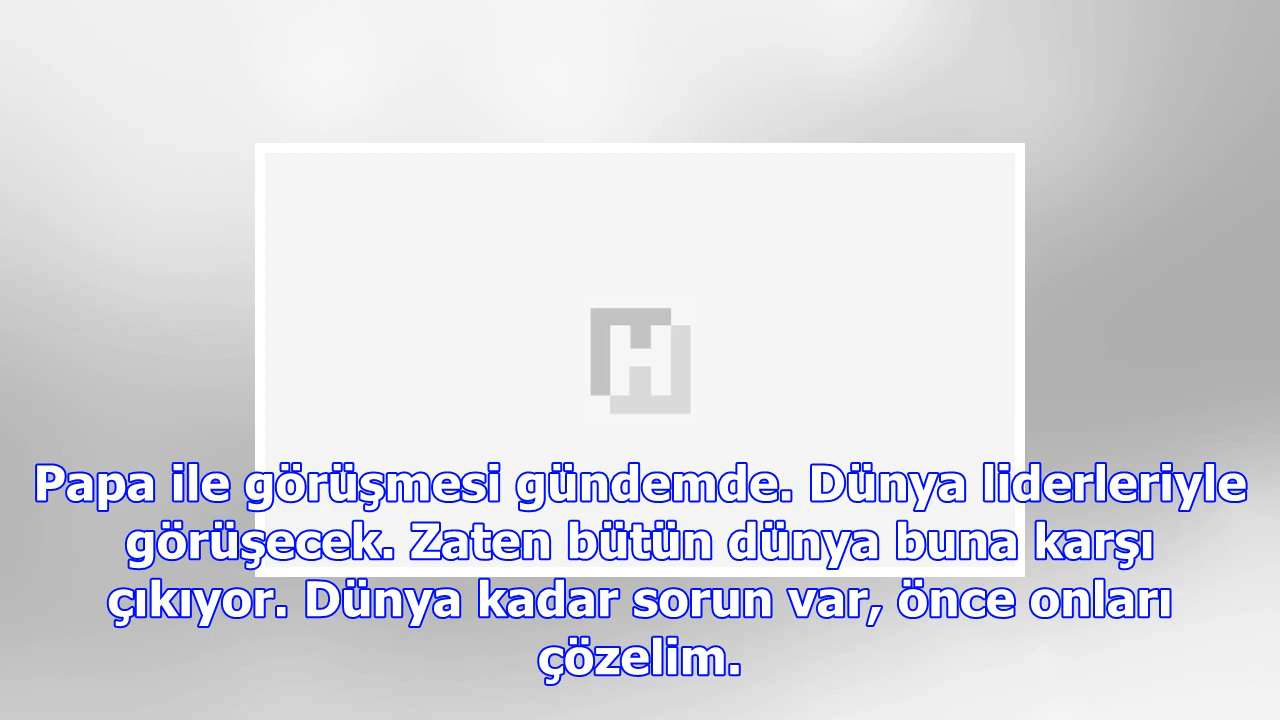 Papa ile görüşmesi gündemde. Dünya liderleriyle
görüşecek. Zaten bütün dünya buna karşı
çıkıyor. Dünya kadar sorun var, önce onları
çözelim.